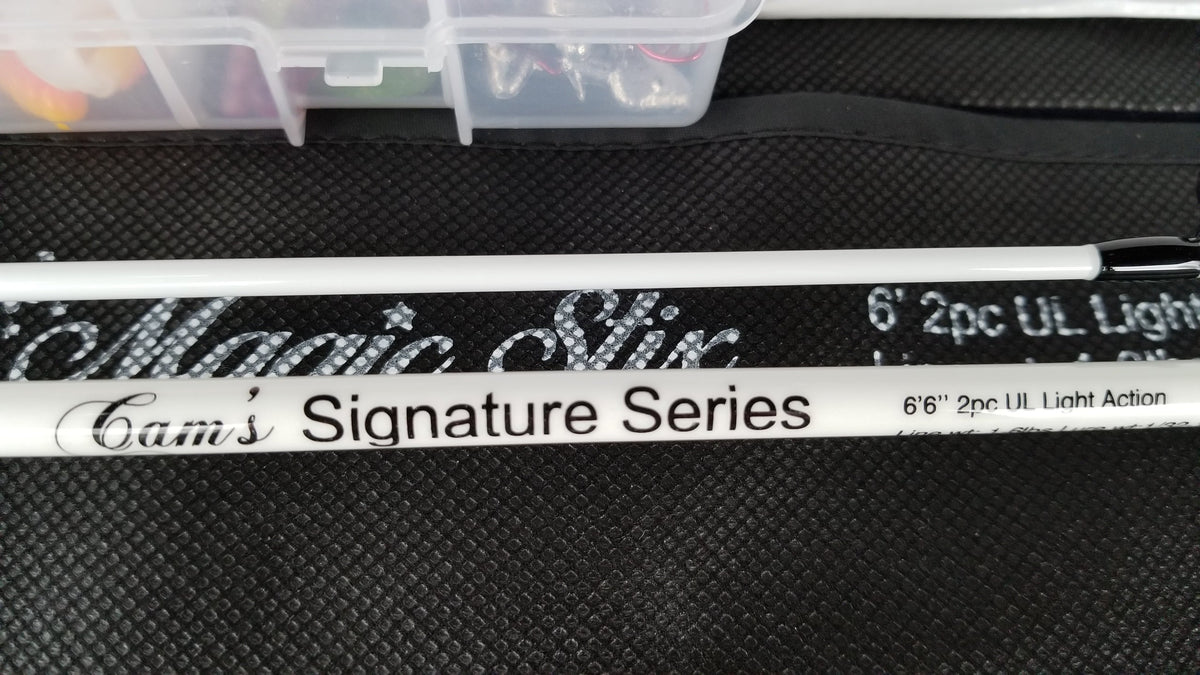 Magic Stix
6' 2pc UL Light
Cam's Signature Series
6'6" 2pc UL Light Action